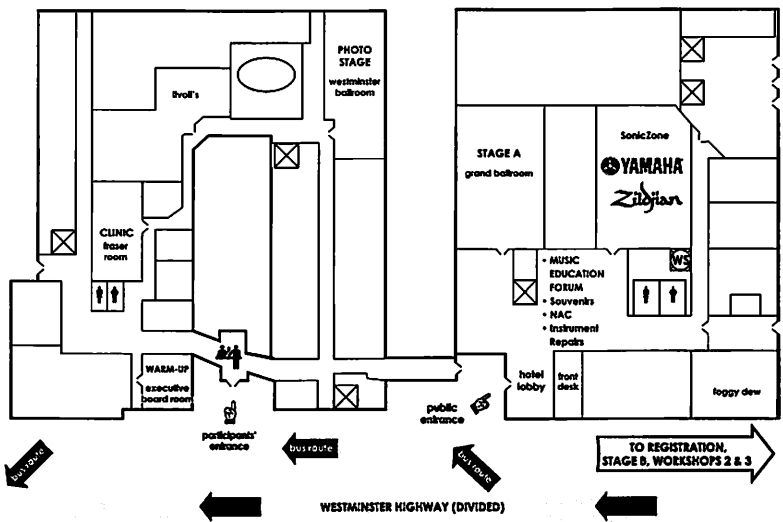 PHOTO
STAGE
westminster
ballroom
tivoli's
CLINIC
fraser
room
WARM-UP
executive
board room
participants'
entrance
STAGE A
grand ballroom
SonicZone
YAMAHA
Zildjian
WS
• MUSIC
EDUCATION
FORUM
• Souvenirs
• NAC
• Instrument
Repairs
hotel
lobby
front
desk
foggy dew
public
entrance
bus route
bus route
bus route
TO REGISTRATION,
STAGE B, WORKSHOPS 2 & 3
WESTMINSTER HIGHWAY (DIVIDED)